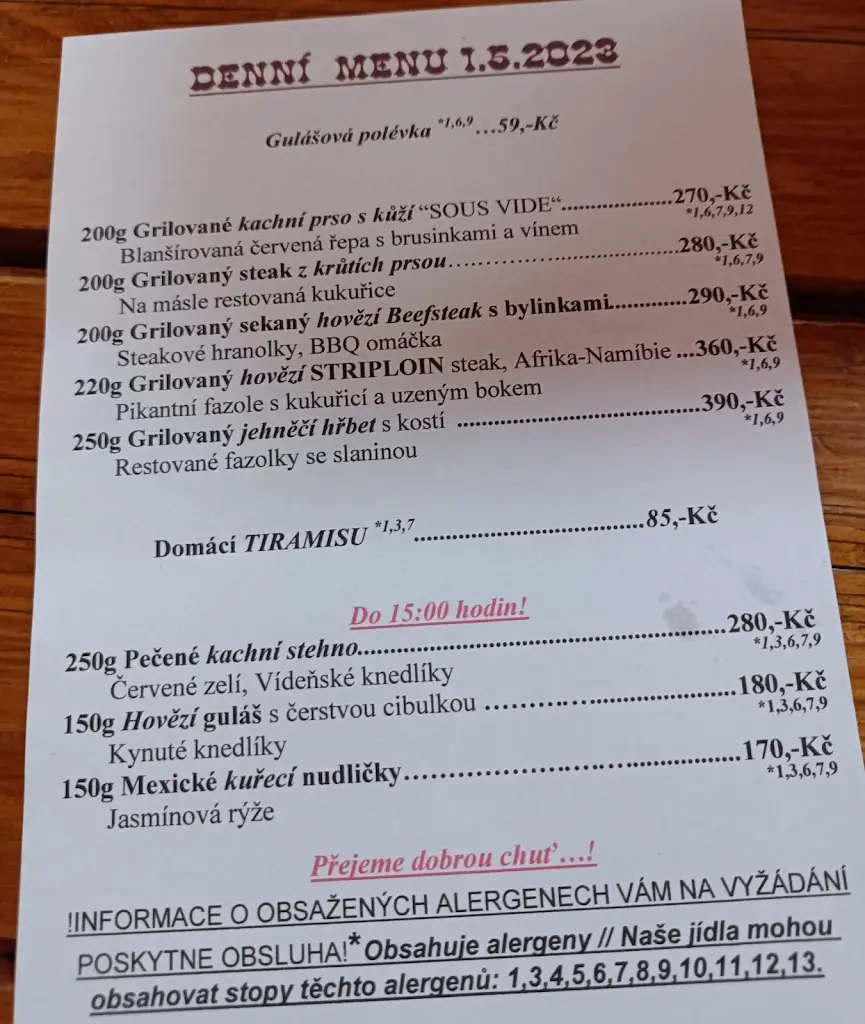 DENNÍ MENU 1.5.2023
Gulášová polévka *1,6,9 ...59,-Kč
200g Grilované kachní prso s kůží “SOUS VIDE“.....................270,-Kč
*1,6,7,9,12
Blanšírovaná červená řepa s brusinkami a vínem
200g Grilovaný steak z krůtích prsou..........................................280,-Kč
*1,6,7,9
Na másle restovaná kukuřice
200g Grilovaný sekaný hovězí Beefsteak s bylinkami..............290,-Kč
*1,6,9
Steakové hranolky, BBQ omáčka
220g Grilovaný hovězí STRIPLOIN steak, Afrika-Namíbie ...360,-Kč
*1,6,9
Pikantní fazole s kukuřicí a uzeným bokem
250g Grilovaný jehněčí hřbet s kostí ............................................390,-Kč
*1,6,9
Restované fazolky se slaninou
Domácí TIRAMISU *1,3,7..........................................85,-Kč
Do 15:00 hodin!
250g Pečené kachní stehno................................................................280,-Kč
*1,3,6,7,9
Červené zelí, Vídeňské knedlíky
150g Hovězí guláš s čerstvou cibulkou ..........................................180,-Kč
*1,3,6,7,9
Kynuté knedlíky
150g Mexické kuřecí nudličky......................................................170,-Kč
*1,3,6,7,9
Jasmínová rýže
Přejeme dobrou chuť...!
!INFORMACE O OBSAŽENÝCH ALERGENECH VÁM NA VYŽÁDÁNÍ
POSKYTNE OBSLUHA!* Obsahuje alergeny // Naše jídla mohou
obsahovat stopy těchto alergenů: 1,3,4,5,6,7,8,9,10,11,12,13.